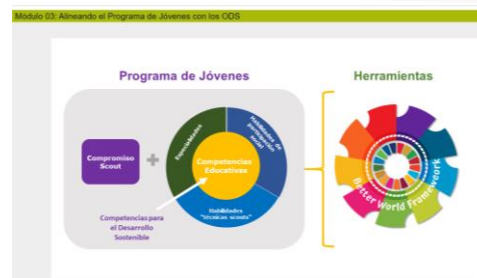 Módulo 03: Alineando el Programa de Jóvenes con los ODS
Programa de Jóvenes
Herramientas
Compromiso
Scout
+
Especialidades
Habilidades de
participación
social
Competencias
Educativas
Habilidades
"técnicas scouts"
Competencias para
el Desarrollo
Sostenible
Better World Framework